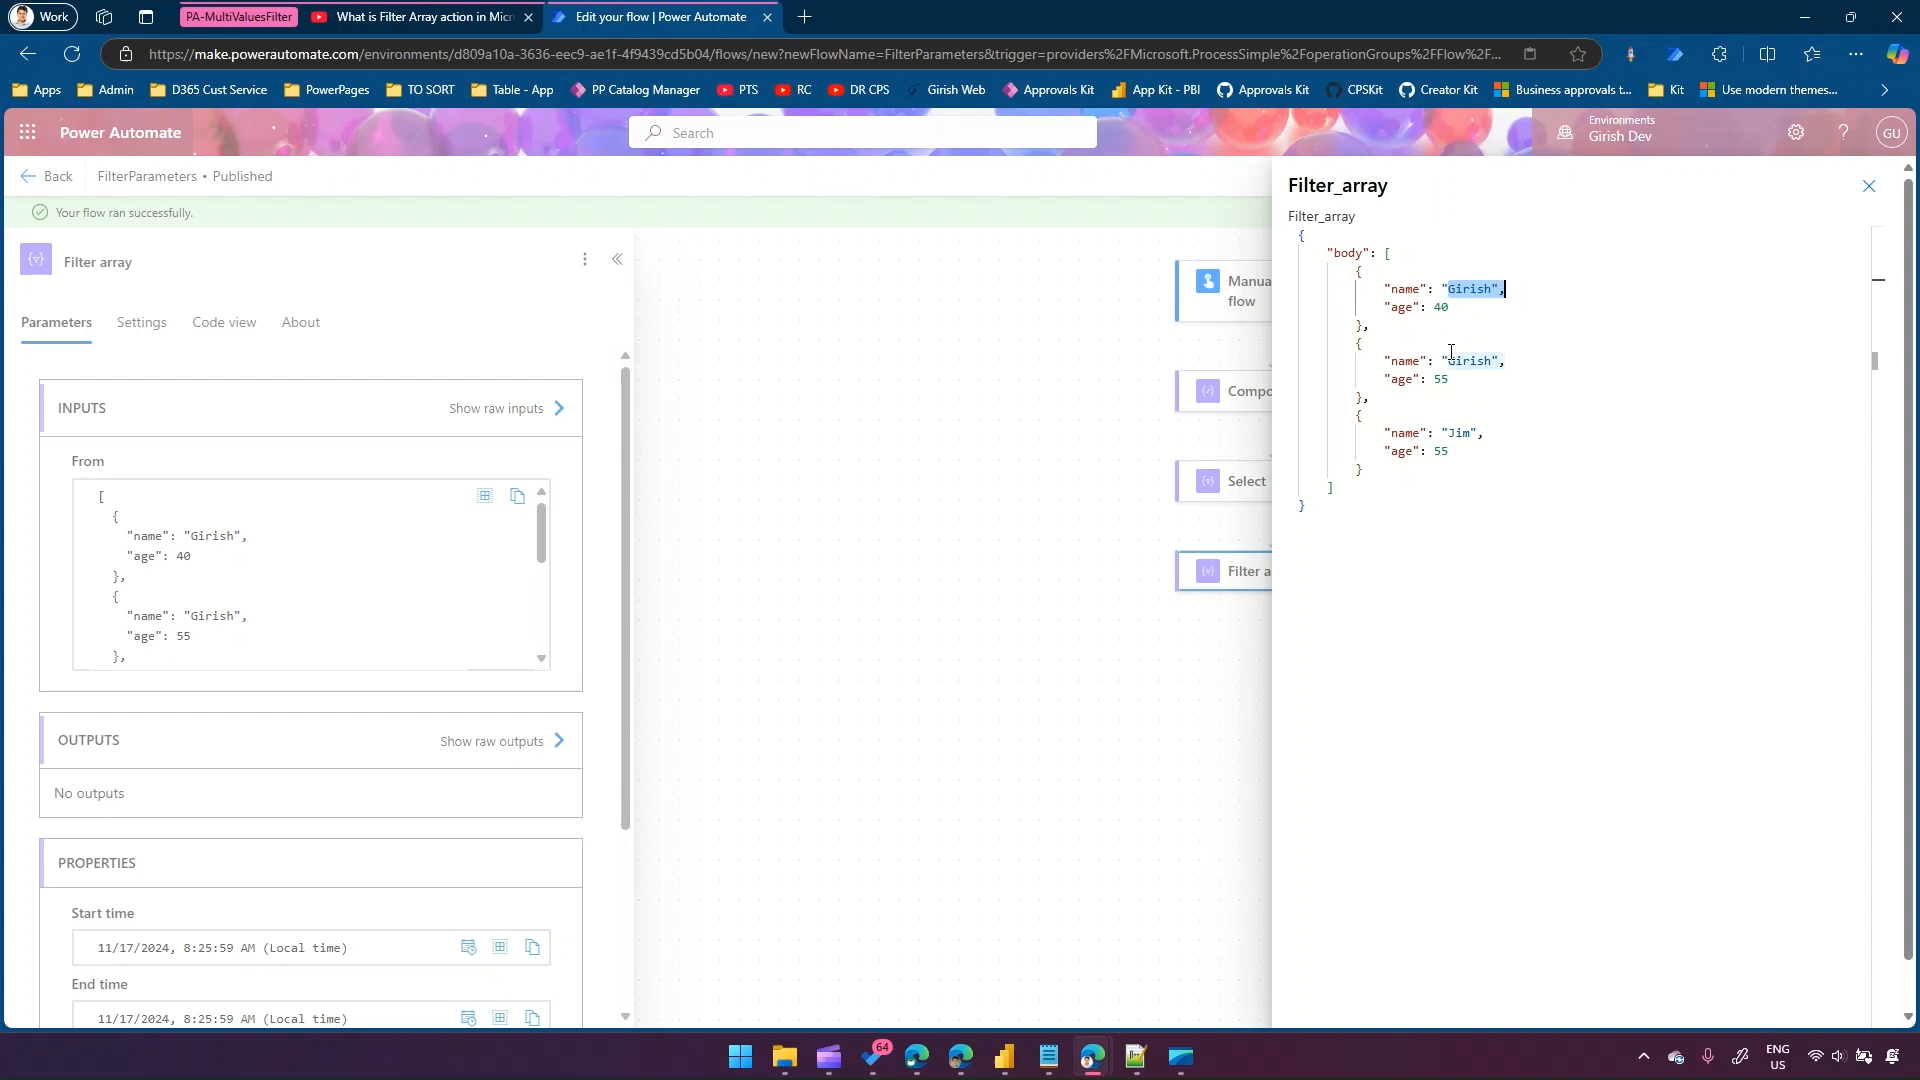 Work
PA-MultiValuesFilter
What is Filter Array action in Micr
Edit your flow | Power Automate
https://make.powerautomate.com/environments/d809a10a-3636-eec9-ae1f-4f9439cd5b04/flows/new?newFlowName=FilterParameters&trigger=providers%2FMicrosoft.ProcessSimple%2FoperationGroups%2FFlow%2F...
Apps
Admin
D365 Cust Service
PowerPages
TO SORT
Table - App
PP Catalog Manager
PTS
RC
DR CPS
Girish Web
Approvals Kit
App Kit - PBI
Approvals Kit
CPSKit
Creator Kit
Business approvals t...
Kit
Use modern themes...
Power Automate
Search
Environments
Girish Dev
GU
Back
FilterParameters • Published
Your flow ran successfully.
Filter array
Parameters
Settings
Code view
About
INPUTS
Show raw inputs
From
[
{
"name": "Girish",
"age": 40
},
{
"name": "Girish",
"age": 55
},
OUTPUTS
Show raw outputs
No outputs
PROPERTIES
Start time
11/17/2024, 8:25:59 AM (Local time)
End time
11/17/2024, 8:25:59 AM (Local time)
Manua
flow
Compo
Select
Filter a
Filter_array
Filter_array
{
"body": [
{
"name": "Girish",
"age": 40
},
{
"name": "Girish",
"age": 55
},
{
"name": "Jim",
"age": 55
}
]
}
64
ENG
US